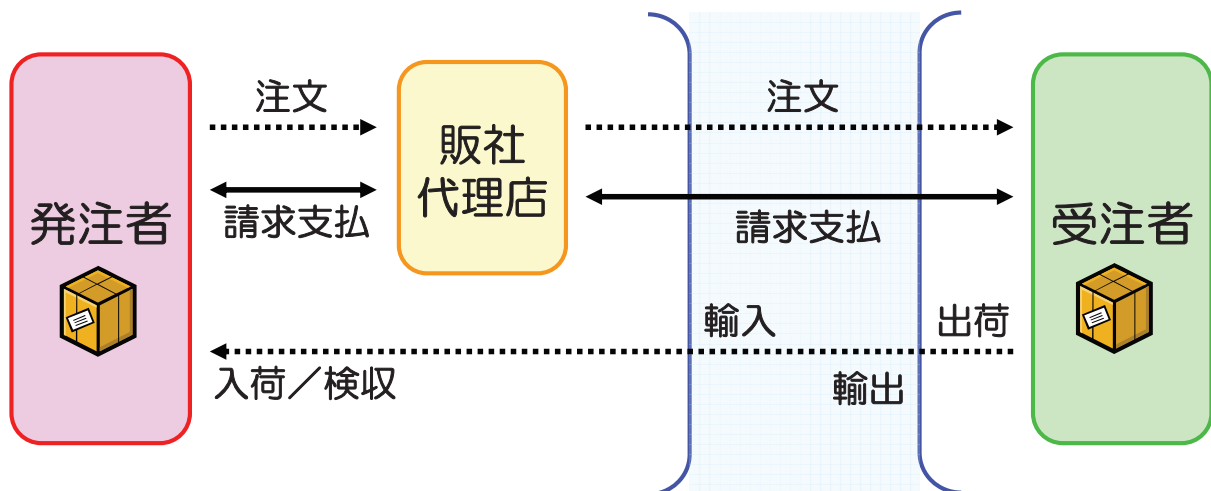 注文
販社
代理店
注文
請求支払
請求支払
発注者
受注者
輸入
出荷
入荷／検収
輸出